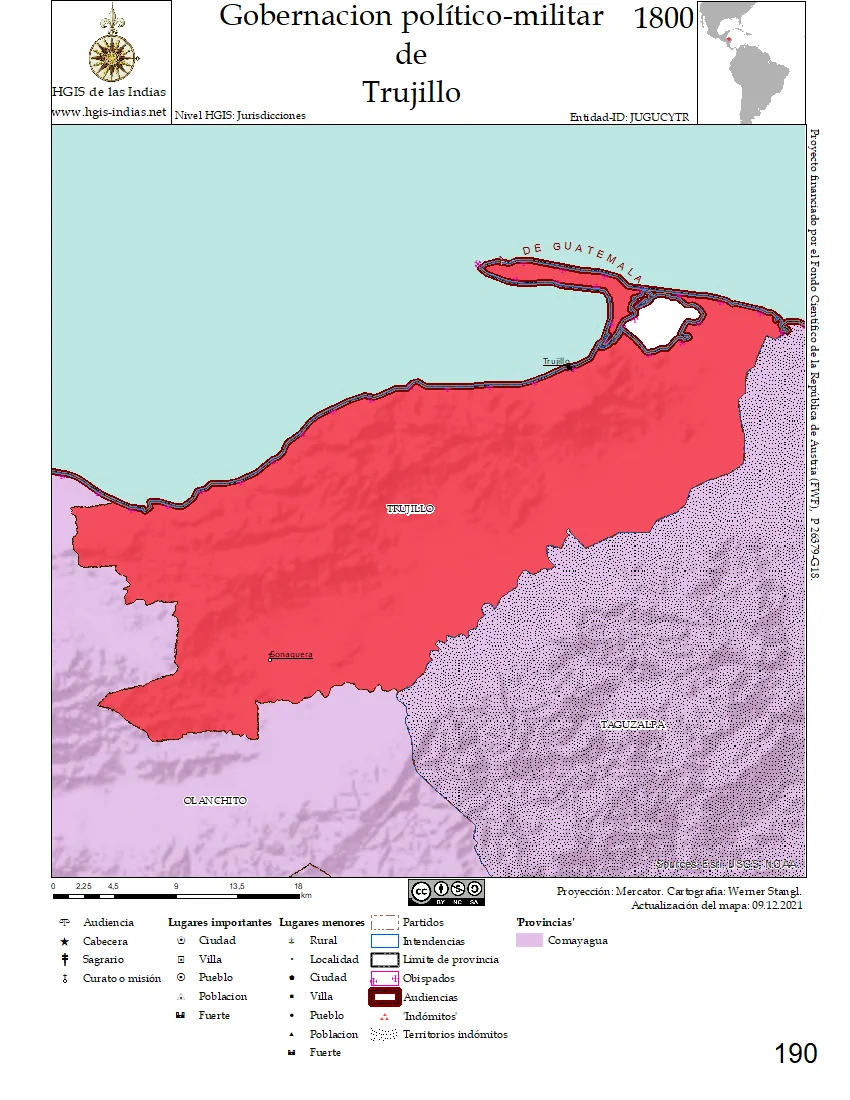 Gobernacion político-militar
de
Trujillo
1800
HGIS de las Indias
www.hgis-indias.net
Nivel HGIS: Jurisdicciones
Entidad-ID: JUGUCYTR
Proyecto financiado por el Fondo Científico de la República de Austria (FWF), P 26379-G18.
DE GUATEMALA
Trujillo
TRUJILLO
Sonaguera
TAGUZALPA
OLANCHITO
Sources: Esri, USGS, NOAA
0 2,25 4,5 9 13,5 18
km
cc BY NC SA
Proyección: Mercator. Cartografía: Werner Stangl.
Actualización del mapa: 09.12.2021
Audiencia
Cabecera
Sagrario
Curato o misión
Lugares importantes
Ciudad
Villa
Pueblo
Poblacion
Fuerte
Lugares menores
Rural
Localidad
Ciudad
Villa
Pueblo
Poblacion
Fuerte
Partidos
Intendencias
Límite de provincia
Obispados
Audiencias
'Indómitos'
Territorios indómitos
'Provincias'
Comayagua
190